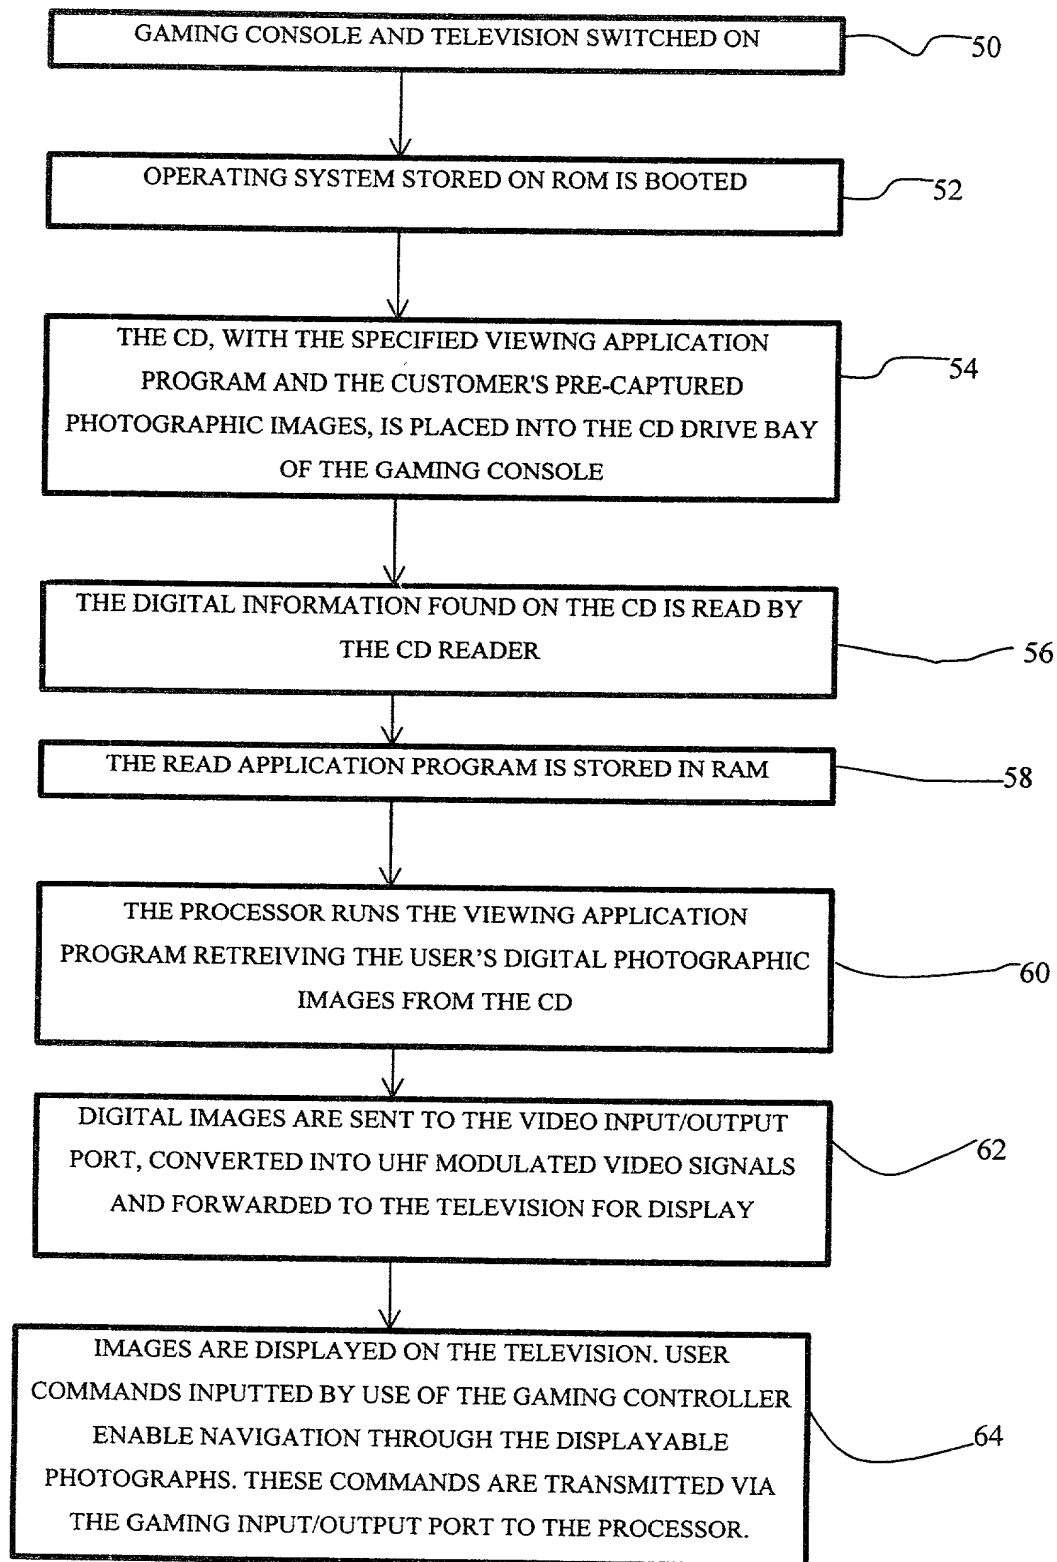 GAMING CONSOLE AND TELEVISION SWITCHED ON
50
OPERATING SYSTEM STORED ON ROM IS BOOTED
52
THE CD, WITH THE SPECIFIED VIEWING APPLICATION
PROGRAM AND THE CUSTOMER'S PRE-CAPTURED
PHOTOGRAPHIC IMAGES, IS PLACED INTO THE CD DRIVE BAY
OF THE GAMING CONSOLE
54
THE DIGITAL INFORMATION FOUND ON THE CD IS READ BY
THE CD READER
56
THE READ APPLICATION PROGRAM IS STORED IN RAM
58
THE PROCESSOR RUNS THE VIEWING APPLICATION
PROGRAM RETREIVING THE USER'S DIGITAL PHOTOGRAPHIC
IMAGES FROM THE CD
60
DIGITAL IMAGES ARE SENT TO THE VIDEO INPUT/OUTPUT
PORT, CONVERTED INTO UHF MODULATED VIDEO SIGNALS
AND FORWARDED TO THE TELEVISION FOR DISPLAY
62
IMAGES ARE DISPLAYED ON THE TELEVISION. USER
COMMANDS INPUTTED BY USE OF THE GAMING CONTROLLER
ENABLE NAVIGATION THROUGH THE DISPLAYABLE
PHOTOGRAPHS. THESE COMMANDS ARE TRANSMITTED VIA
THE GAMING INPUT/OUTPUT PORT TO THE PROCESSOR.
64